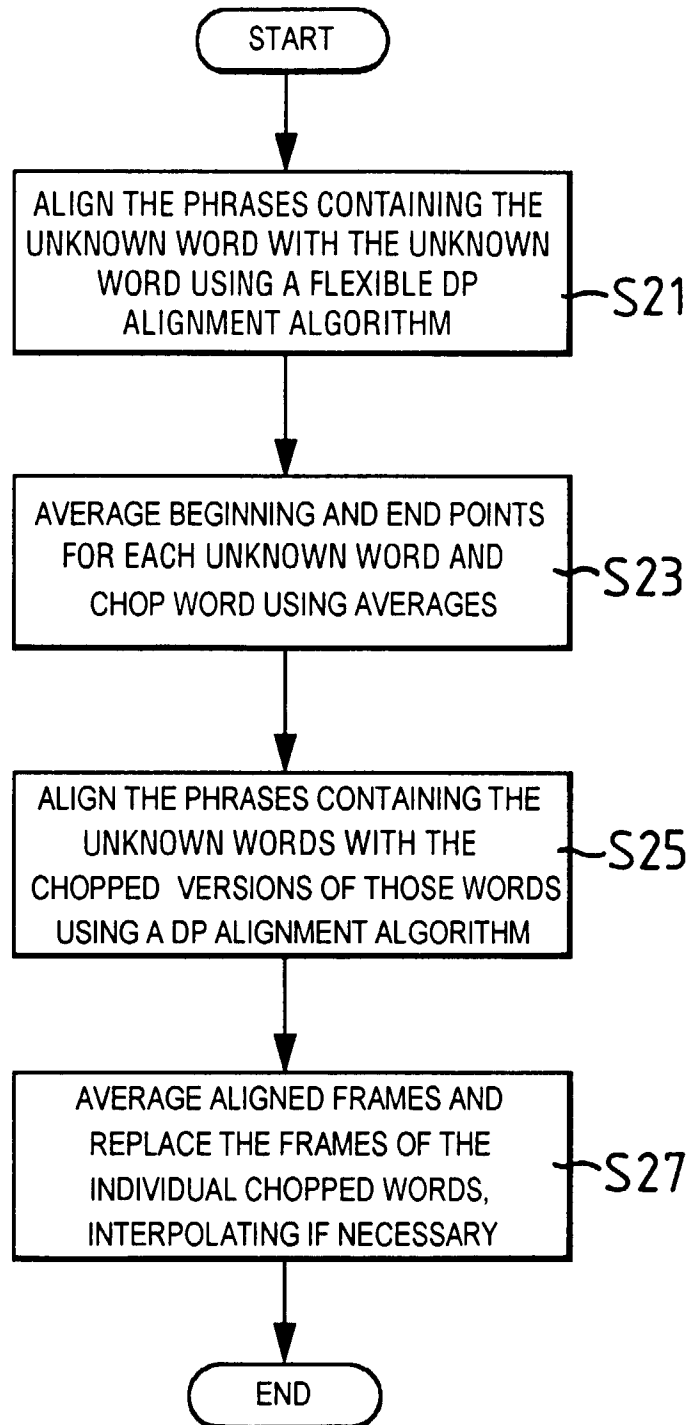 START
ALIGN THE PHRASES CONTAINING THE
UNKNOWN WORD WITH THE UNKNOWN
WORD USING A FLEXIBLE DP
ALIGNMENT ALGORITHM
S21
AVERAGE BEGINNING AND END POINTS
FOR EACH UNKNOWN WORD AND
CHOP WORD USING AVERAGES
S23
ALIGN THE PHRASES CONTAINING THE
UNKNOWN WORDS WITH THE
CHOPPED VERSIONS OF THOSE WORDS
USING A DP ALIGNMENT ALGORITHM
S25
AVERAGE ALIGNED FRAMES AND
REPLACE THE FRAMES OF THE
INDIVIDUAL CHOPPED WORDS,
INTERPOLATING IF NECESSARY
S27
END